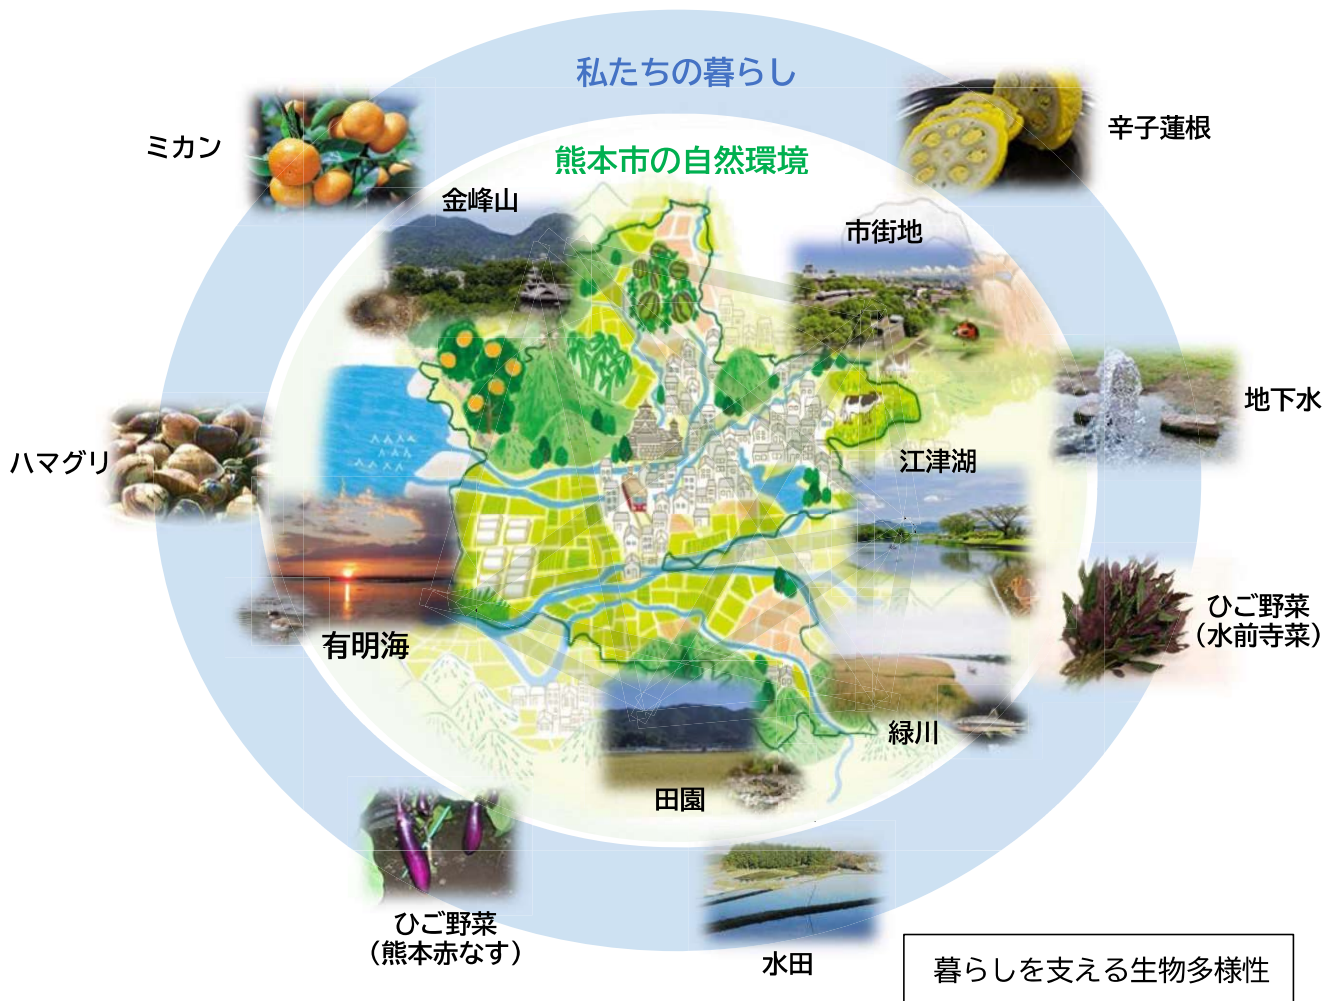 私たちの暮らし
熊本市の自然環境
ミカン
辛子蓮根
金峰山
市街地
地下水
ハマグリ
江津湖
ひご野菜
（水前寺菜）
有明海
緑川
田園
ひご野菜
（熊本赤なす）
水田
暮らしを支える生物多様性